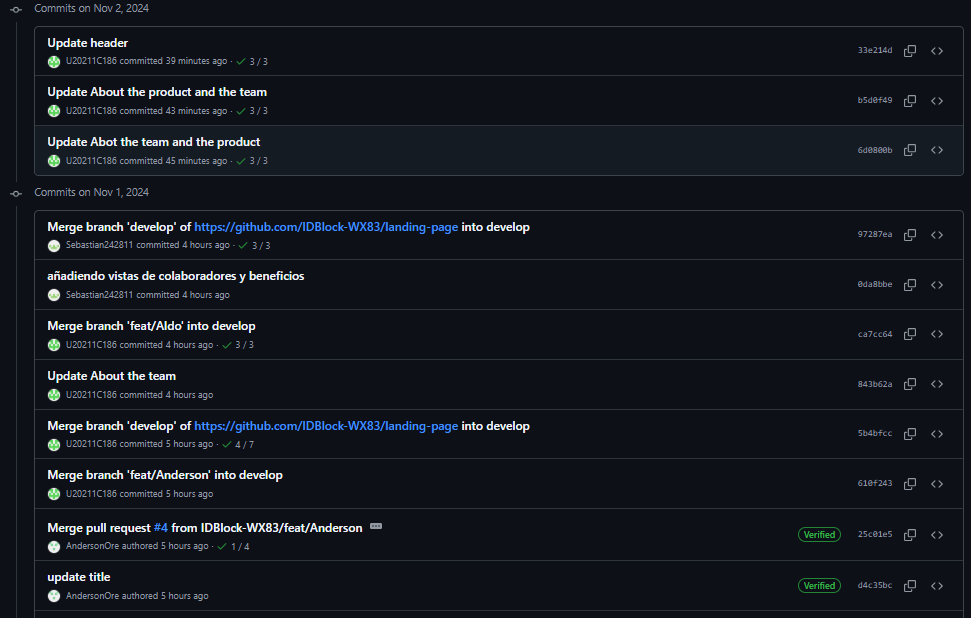 Commits on Nov 2, 2024
Update header
U20211C186 committed 39 minutes ago · 3 / 3
33e214d
Update About the product and the team
U20211C186 committed 43 minutes ago · 3 / 3
b5d0f49
Update Abot the team and the product
U20211C186 committed 45 minutes ago · 3 / 3
6d0800b
Commits on Nov 1, 2024
Merge branch 'develop' of https://github.com/IDBlock-WX83/landing-page into develop
Sebastian242811 committed 4 hours ago · 3 / 3
97287ea
añadiendo vistas de colaboradores y beneficios
Sebastian242811 committed 4 hours ago
0da8bbe
Merge branch 'feat/Aldo' into develop
U20211C186 committed 4 hours ago · 3 / 3
ca7cc64
Update About the team
U20211C186 committed 4 hours ago
843b62a
Merge branch 'develop' of https://github.com/IDBlock-WX83/landing-page into develop
U20211C186 committed 5 hours ago · 4 / 7
5b4bfcc
Merge branch 'feat/Anderson' into develop
U20211C186 committed 5 hours ago
610f243
Merge pull request #4 from IDBlock-WX83/feat/Anderson
AndersonOre authored 5 hours ago · 1 / 4
Verified 25c01e5
update title
AndersonOre authored 5 hours ago
Verified d4c35bc